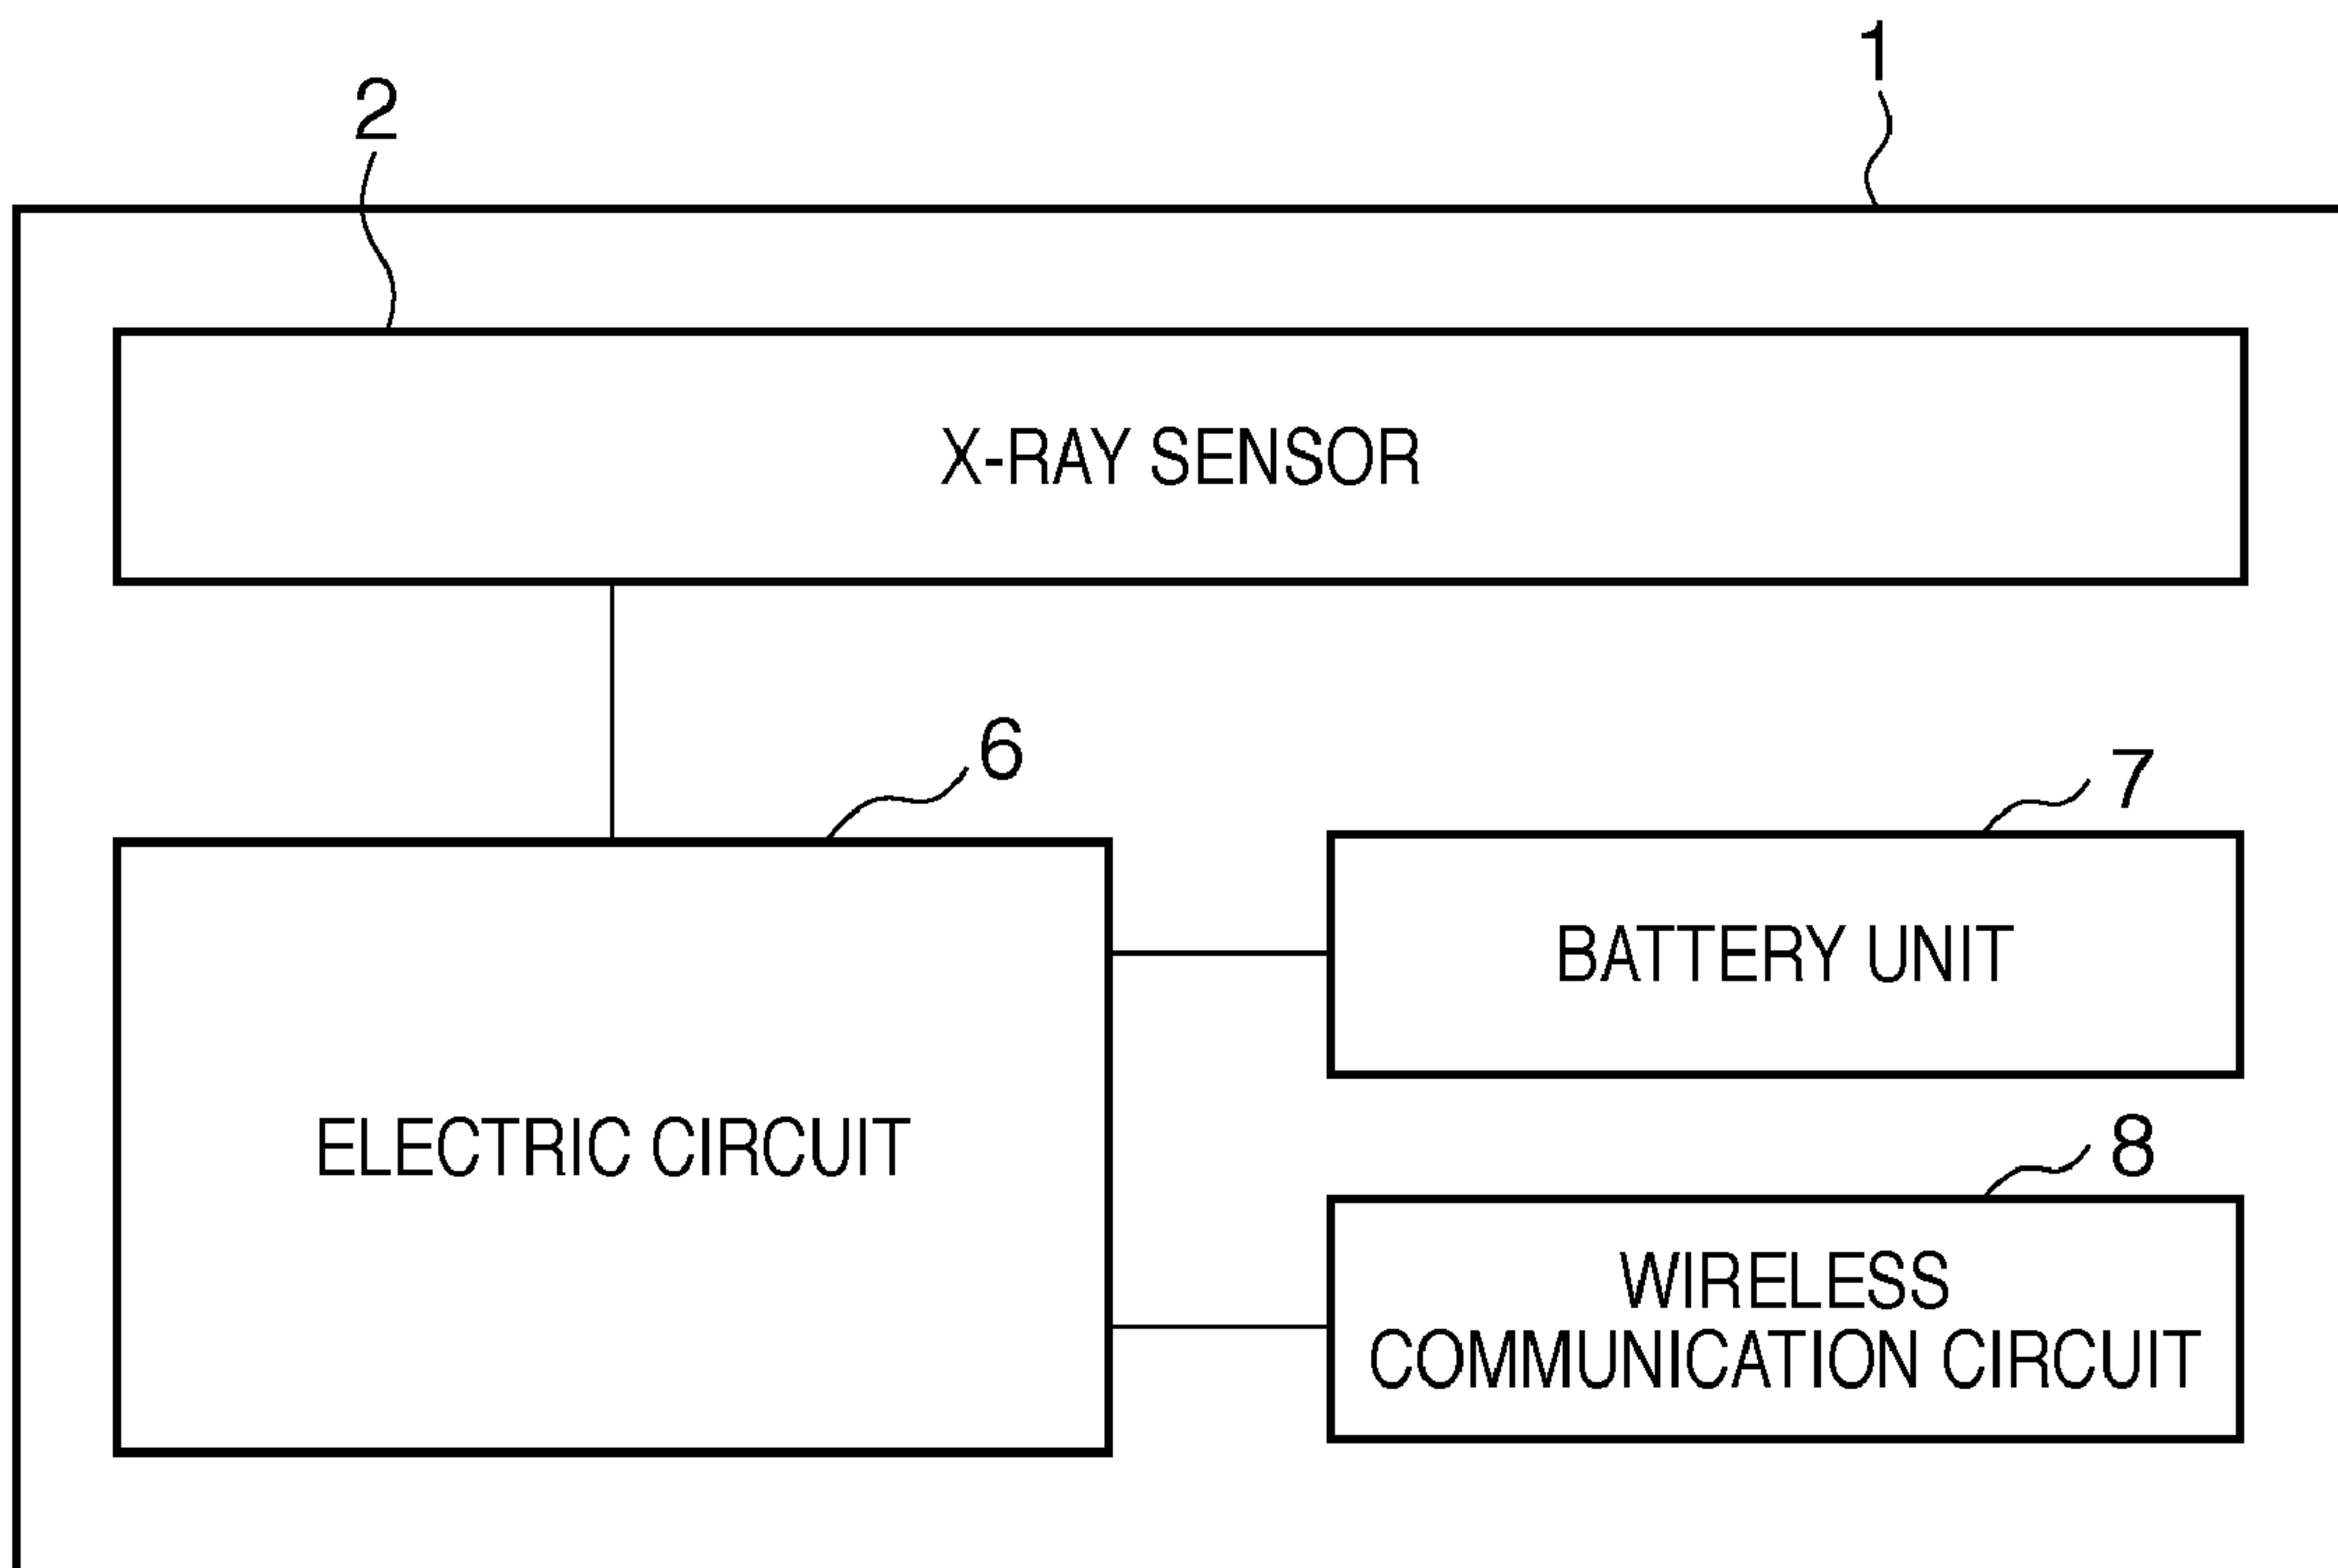 1
2
X-RAY SENSOR
6
7
BATTERY UNIT
ELECTRIC CIRCUIT
8
WIRELESS
COMMUNICATION CIRCUIT